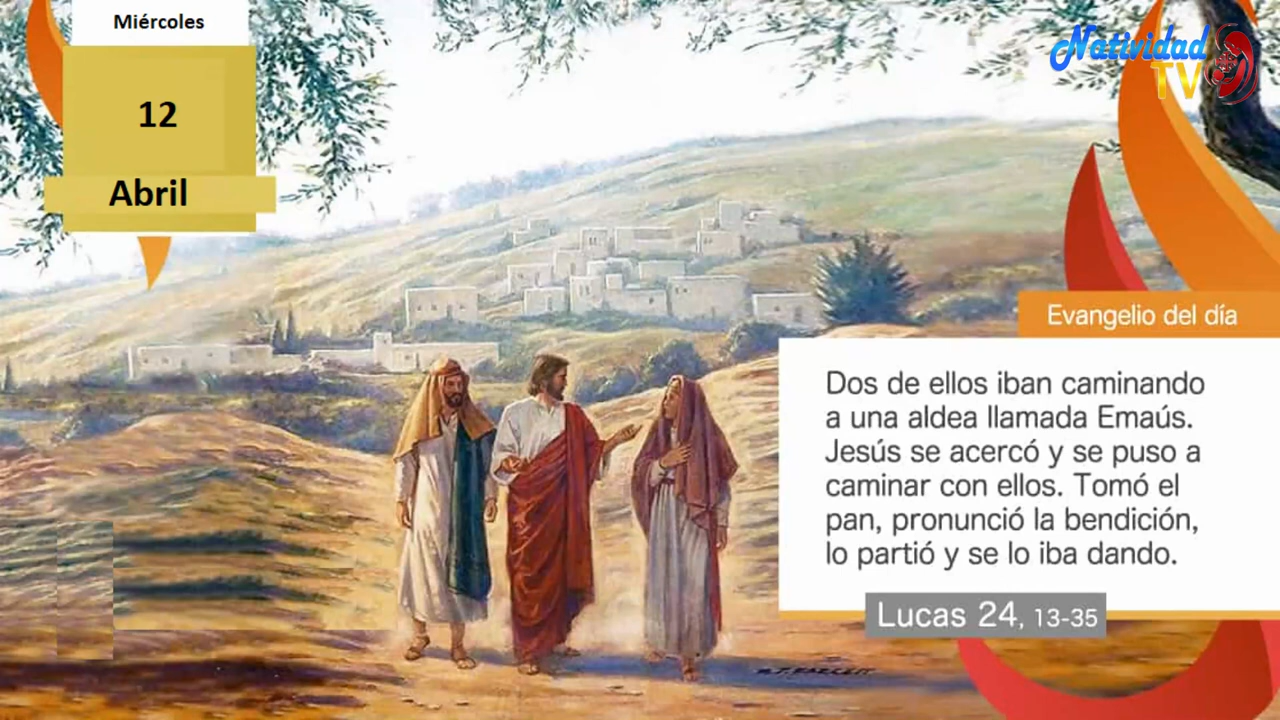 Miércoles
12
Abril
Natividad
TV
Evangelio del día
Dos de ellos iban caminando
a una aldea llamada Emaús.
Jesús se acercó y se puso a
caminar con ellos. Tomó el
pan, pronunció la bendición,
lo partió y se lo iba dando.
Lucas 24, 13-35